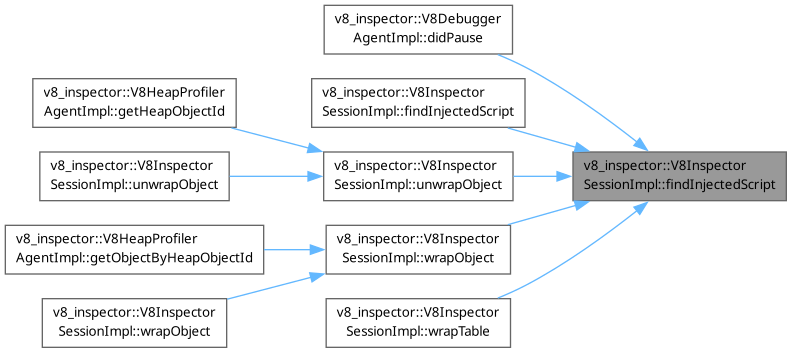 v8_inspector::V8Debugger
AgentImpl::didPause
v8_inspector::V8HeapProfiler
AgentImpl::getHeapObjectId
v8_inspector::V8Inspector
SessionImpl::findInjectedScript
v8_inspector::V8Inspector
SessionImpl::unwrapObject
v8_inspector::V8Inspector
SessionImpl::unwrapObject
v8_inspector::V8Inspector
SessionImpl::findInjectedScript
v8_inspector::V8HeapProfiler
AgentImpl::getObjectByHeapObjectId
v8_inspector::V8Inspector
SessionImpl::wrapObject
v8_inspector::V8Inspector
SessionImpl::wrapObject
v8_inspector::V8Inspector
SessionImpl::wrapTable